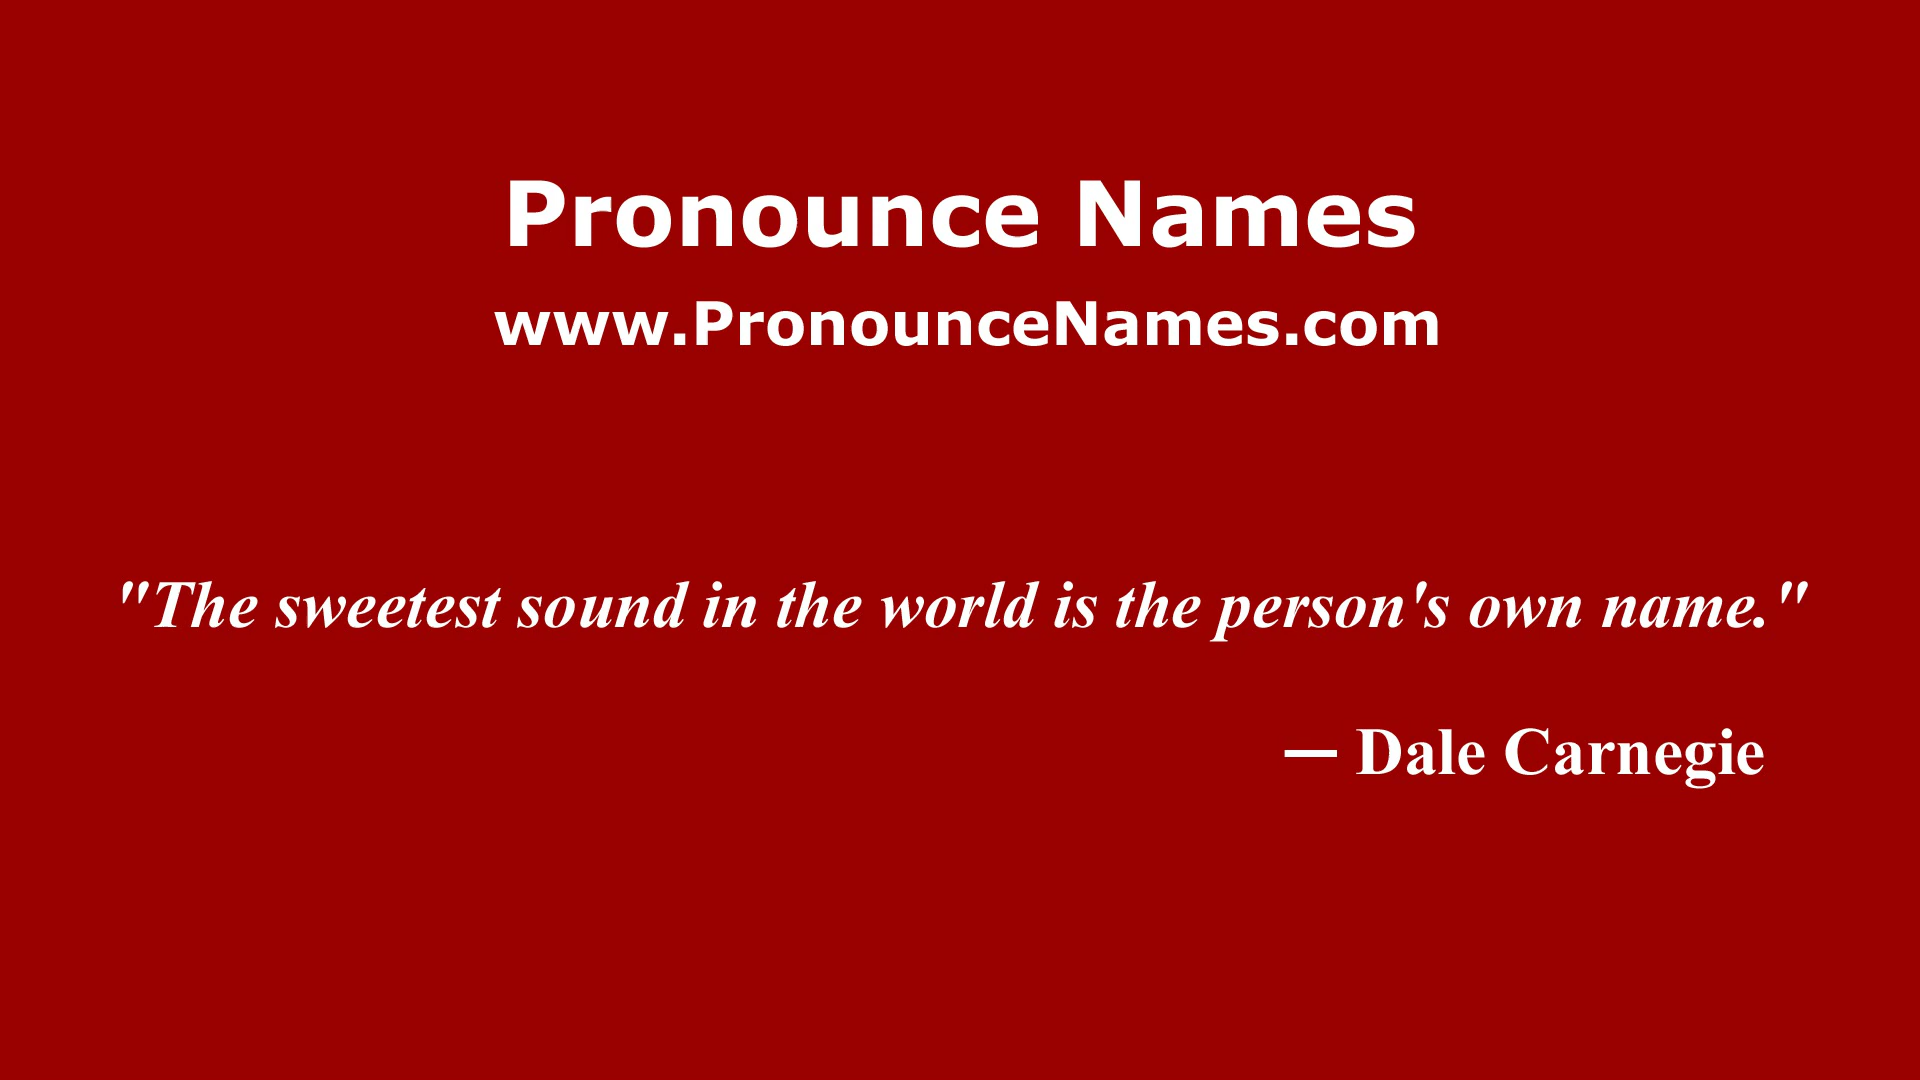 Pronounce Names
www.PronounceNames.com
"The sweetest sound in the world is the person's own name."
— Dale Carnegie